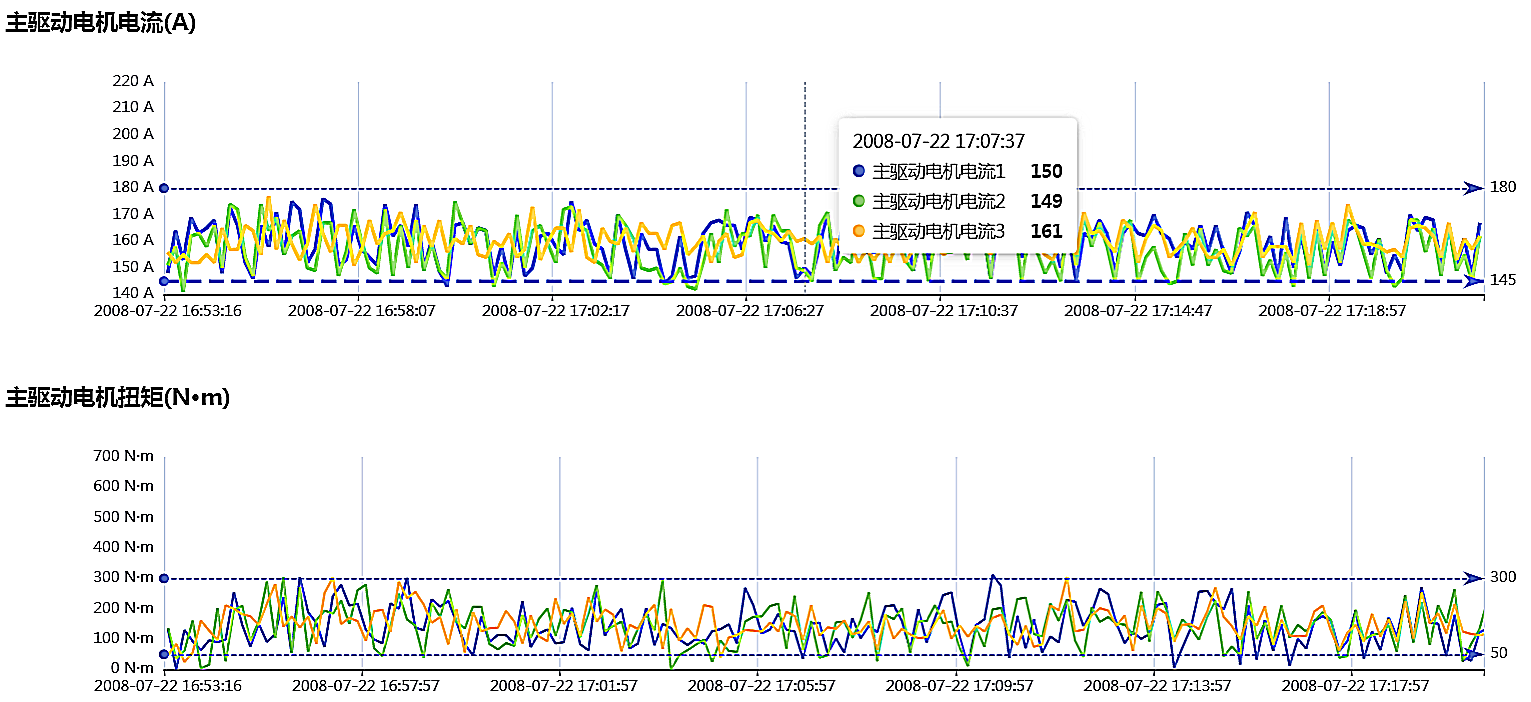 主驱动电机电流(A)
220 A
210 A
200 A
190 A
180 A
170 A
160 A
150 A
140 A
180
145
2008-07-22 17:07:37
主驱动电机电流1 150
主驱动电机电流2 149
主驱动电机电流3 161
2008-07-22 16:53:16 2008-07-22 16:58:07 2008-07-22 17:02:17 2008-07-22 17:06:27 2008-07-22 17:10:37 2008-07-22 17:14:47 2008-07-22 17:18:57
主驱动电机扭矩(N•m)
700 N·m
600 N·m
500 N·m
400 N·m
300 N·m
200 N·m
100 N·m
0 N·m
300
50
2008-07-22 16:53:16 2008-07-22 16:57:57 2008-07-22 17:01:57 2008-07-22 17:05:57 2008-07-22 17:09:57 2008-07-22 17:13:57 2008-07-22 17:17:57